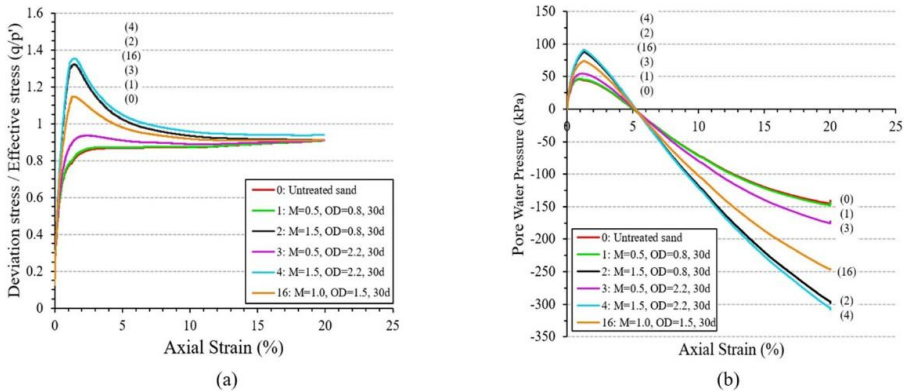 (4)
(2)
(16)
(3)
(1)
(0)
Deviation stress / Effective stress (q/p')
1.6
1.4
1.2
1
0.8
0.6
0.4
0.2
0
0: Untreated sand
1: M=0.5, OD=0.8, 30d
2: M=1.5, OD=0.8, 30d
3: M=0.5, OD=2.2, 30d
4: M=1.5, OD=2.2, 30d
16: M=1.0, OD=1.5, 30d
0 5 10 15 20 25
Axial Strain (%)
(a)
(4)
(2)
(16)
(3)
(1)
(0)
Pore Water Pressure (kPa)
150
100
50
0
-50
-100
-150
-200
-250
-300
-350
0 5 10 15 20 25
(0)
(1)
(3)
(16)
(2)
(4)
0: Untreated sand
1: M=0.5, OD=0.8, 30d
2: M=1.5, OD=0.8, 30d
3: M=0.5, OD=2.2, 30d
4: M=1.5, OD=2.2, 30d
16: M=1.0, OD=1.5, 30d
Axial Strain (%)
(b)